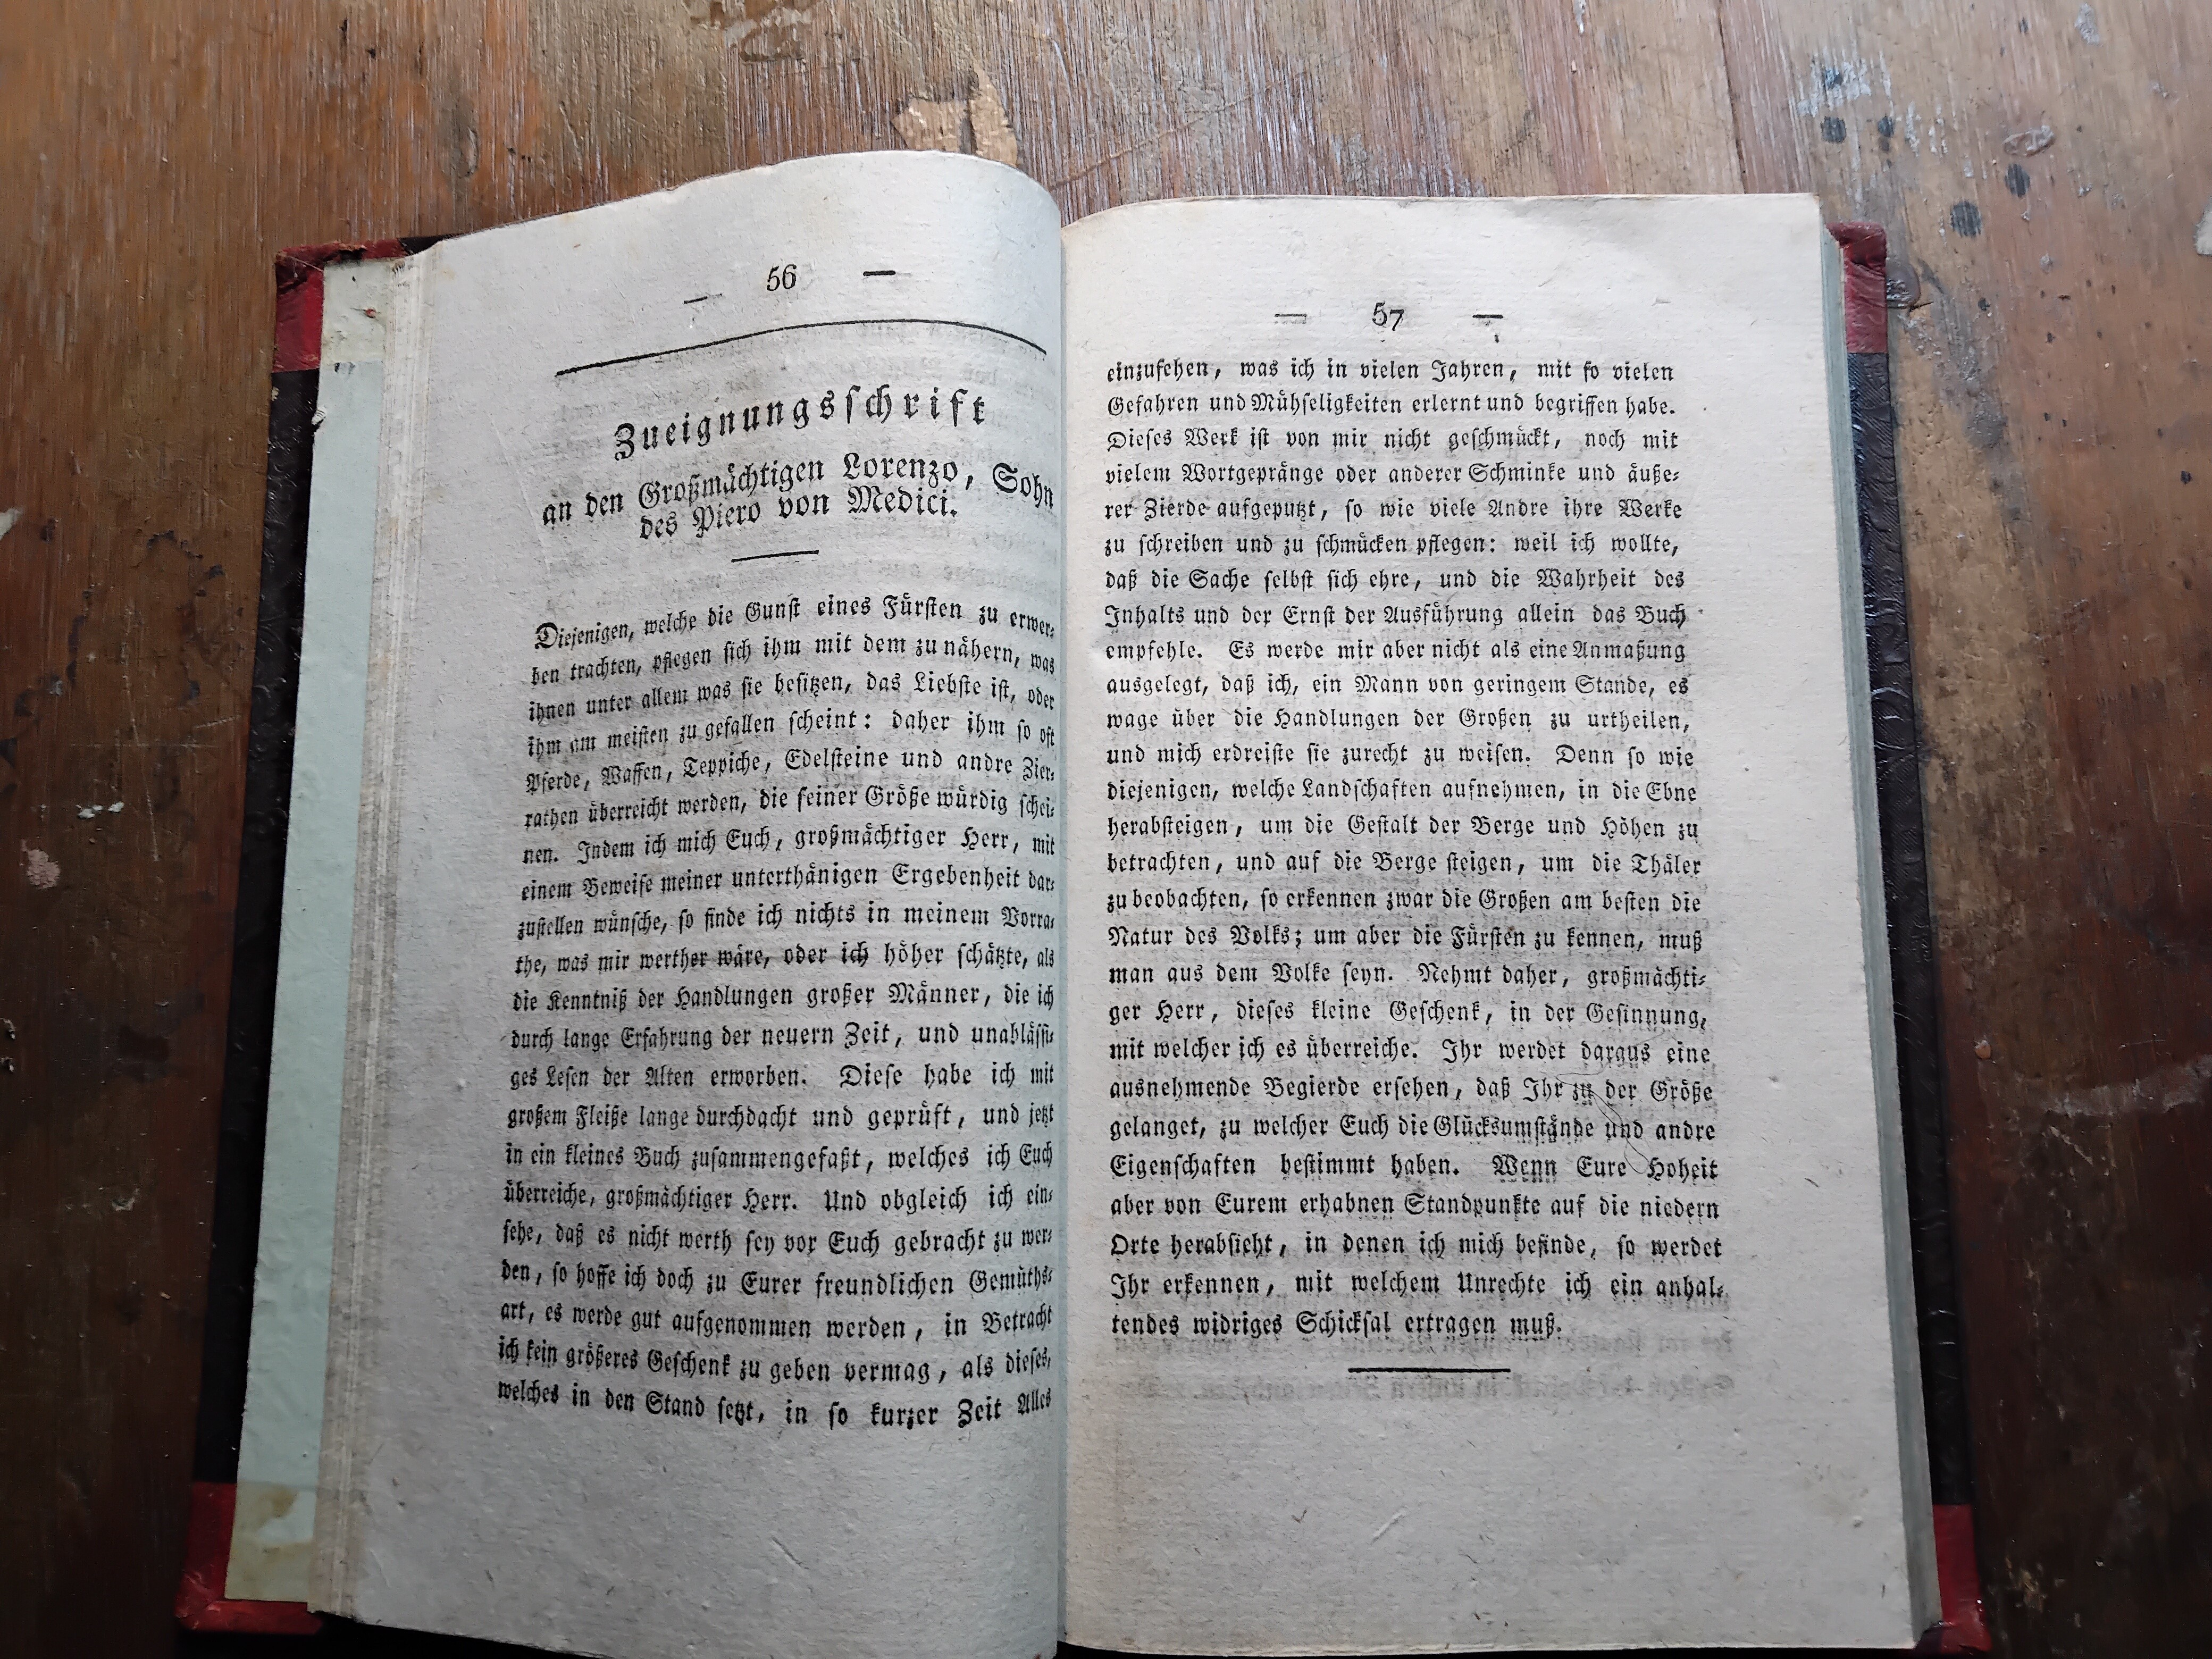 — 56 —
Zueignungsschrift
an den Großmächtigen Lorenzo, Sohn
des Piero von Medici.
Diejenigen, welche die Gunst eines Fürsten zu erwer-
ben trachten, pflegen sich ihm mit dem zu nähern, was
ihnen unter allem was sie besitzen, das Liebste ist, oder
ihm am meisten zu gefallen scheint: daher ihm so oft
Pferde, Waffen, Teppiche, Edelsteine und andre Zier-
rathen überreicht werden, die seiner Größe würdig schei-
nen. Indem ich mich Euch, großmächtiger Herr, mit
einem Beweise meiner unterthänigen Ergebenheit dar-
zustellen wünsche, so finde ich nichts in meinem Vorra-
the, was mir werther wäre, oder ich höher schätzte, als
die Kenntniß der Handlungen großer Männer, die ich
durch lange Erfahrung der neuern Zeit, und unablässi-
ges Lesen der Alten erworben. Diese habe ich mit
großem Fleiße lange durchdacht und geprüft, und jetzt
in ein kleines Buch zusammengefaßt, welches ich Euch
überreiche, großmächtiger Herr. Und obgleich ich ein-
sehe, daß es nicht werth sey vor Euch gebracht zu wer-
den, so hoffe ich doch zu Eurer freundlichen Gemüths-
art, es werde gut aufgenommen werden, in Betracht
ich kein größeres Geschenk zu geben vermag, als dieses,
welches in den Stand setzt, in so kurzer Zeit Alles
— 57 —
einzusehen, was ich in vielen Jahren, mit so vielen
Gefahren und Mühseligkeiten erlernt und begriffen habe.
Dieses Werk ist von mir nicht geschmückt, noch mit
vielem Wortgepränge oder anderer Schminke und äuße-
rer Zierde aufgeputzt, so wie viele Andre ihre Werke
zu schreiben und zu schmücken pflegen: weil ich wollte,
daß die Sache selbst sich ehre, und die Wahrheit des
Inhalts und der Ernst der Ausführung allein das Buch
empfehle. Es werde mir aber nicht als eine Anmaßung
ausgelegt, daß ich, ein Mann von geringem Stande, es
wage über die Handlungen der Großen zu urtheilen,
und mich erdreiste sie zurecht zu weisen. Denn so wie
diejenigen, welche Landschaften aufnehmen, in die Ebne
herabsteigen, um die Gestalt der Berge und Höhen zu
betrachten, und auf die Berge steigen, um die Thäler
zu beobachten, so erkennen zwar die Großen am besten die
Natur des Volks; um aber die Fürsten zu kennen, muß
man aus dem Volke seyn. Nehmt daher, großmächti-
ger Herr, dieses kleine Geschenk, in der Gesinnung,
mit welcher ich es überreiche. Ihr werdet daraus eine
ausnehmende Begierde ersehen, daß Ihr zu der Größe
gelanget, zu welcher Euch die Glücksumstände und andre
Eigenschaften bestimmt haben. Wenn Eure Hoheit
aber von Eurem erhabnen Standpunkte auf die niedern
Orte herabsieht, in denen ich mich befinde, so werdet
Ihr erkennen, mit welchem Unrechte ich ein anhal-
tendes widriges Schicksal ertragen muß.